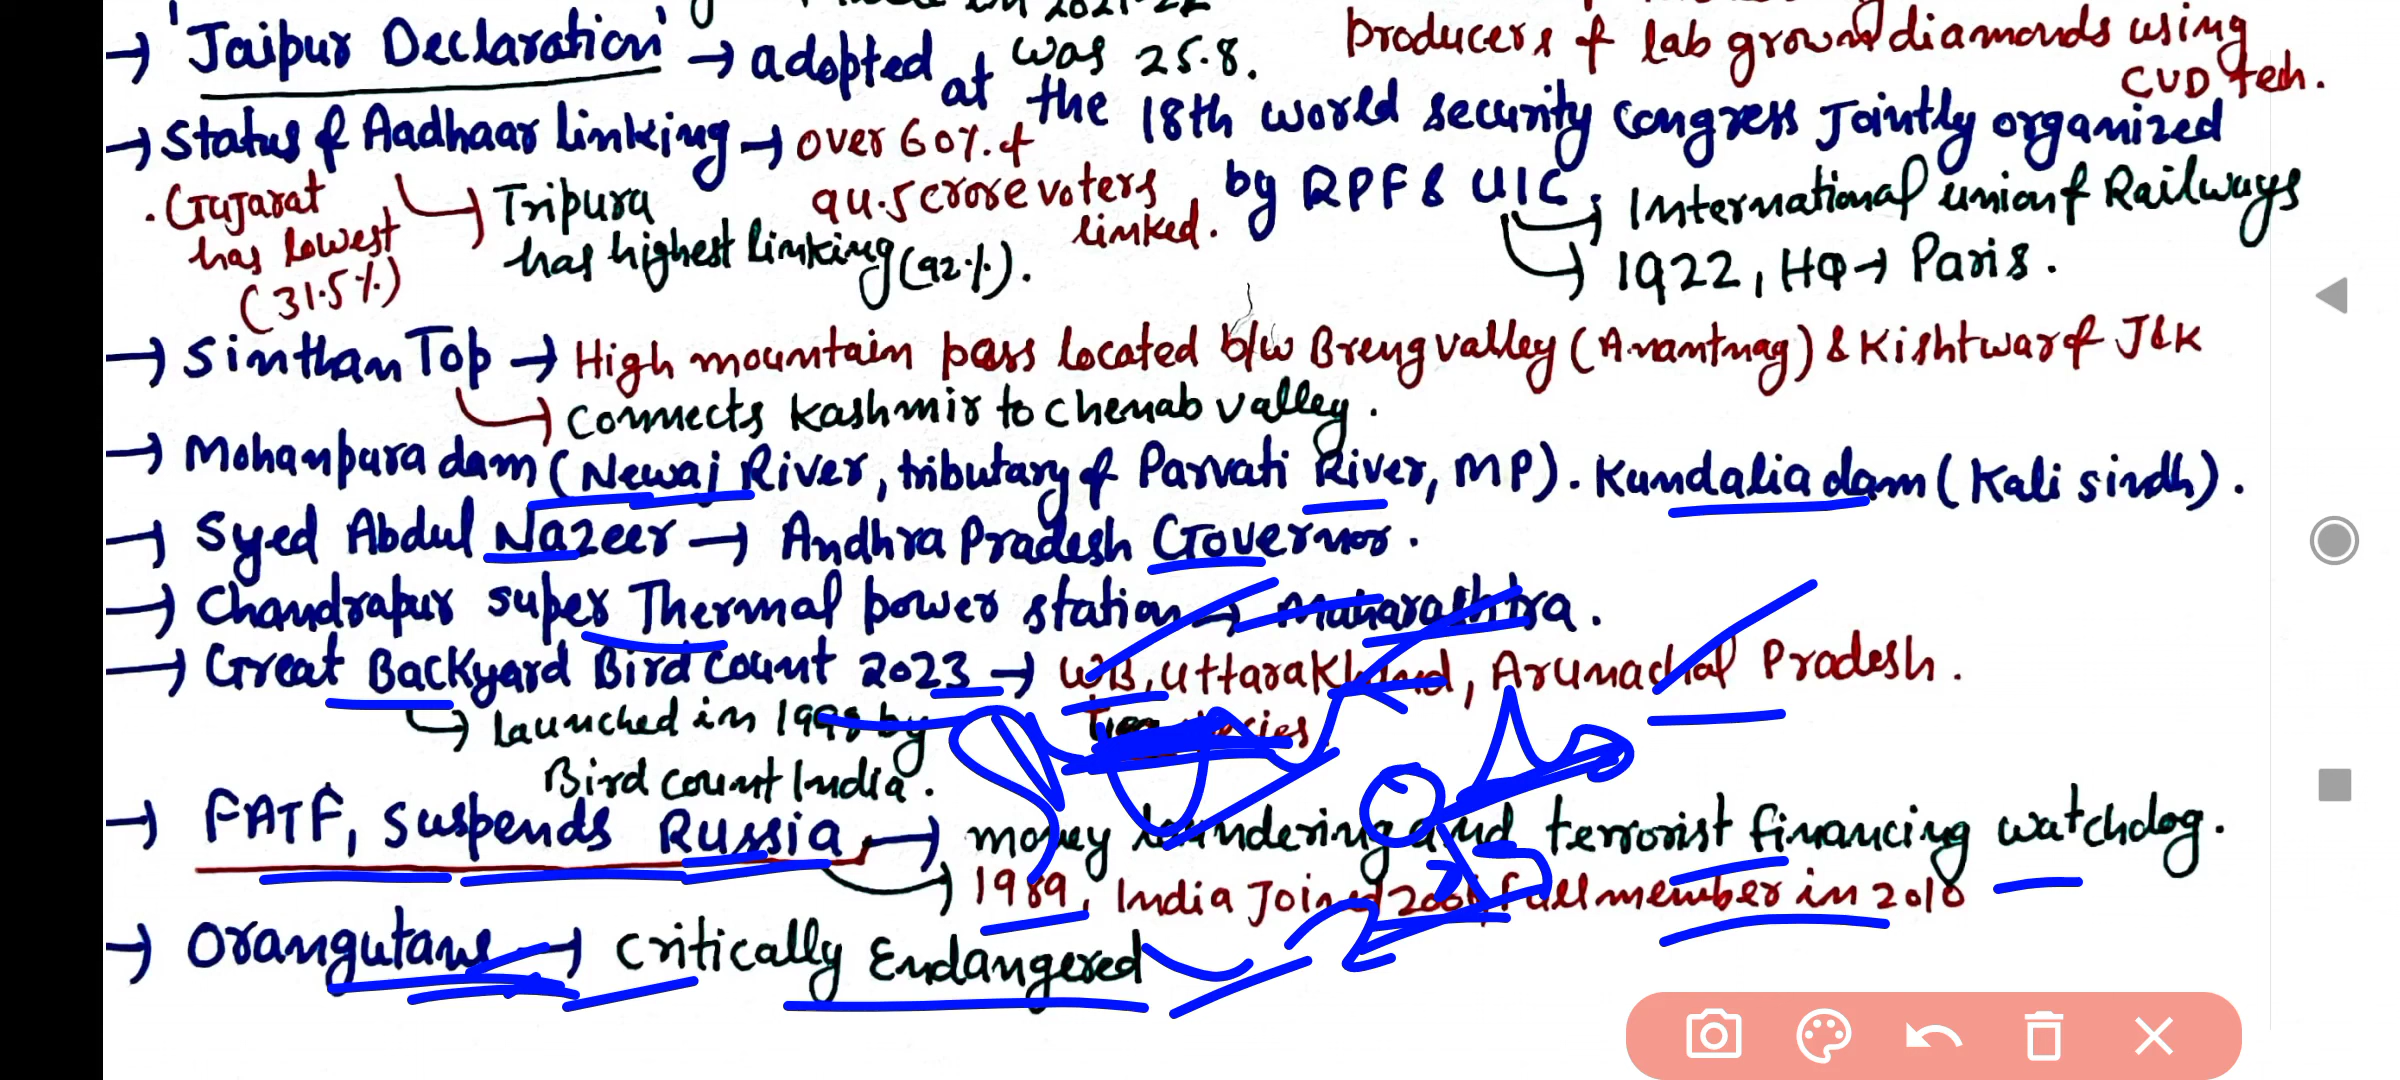 was 25.8.
producers of lab grown diamonds using
CVD tech.
→ 'Jaipur Declaration' → adopted at the 18th world security congress Jointly organized
by RPF & UIC
→ International union of Railways
→ 1922, HQ → Paris.
→ Status of Aadhaar linking → over 60% of
94.5 crore voters
linked.
. Gujarat
has lowest
(31.5%)
→ Tripura
has highest linking (92%).
→ Sinthan Top → High mountain pass located b/w Breng valley (Anantnag) & Kishtwar of J&K
→ Connects Kashmir to Chenab valley.
→ Mohanpura dam (Newaj River, tributary of Parvati River, MP). Kundalia dam (Kali sindh).
→ Syed Abdul Nazeer → Andhra Pradesh Governor.
→ Chandrapur super Thermal power station → Maharashtra.
→ Great Backyard Bird count 2023 → WB, Uttarakhand, Arunachal Pradesh.
→ launched in 1998 by
Bird count India.
→ FATF, suspends Russia → money laundering and terrorist financing watchdog.
→ 1989, India Joined full member in 2010
→ Orangutans → Critically Endangered